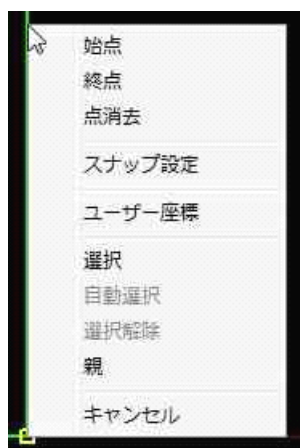 始点
終点
点消去
スナップ設定
ユーザー座標
選択
自動選択
選択解除
親
キャンセル